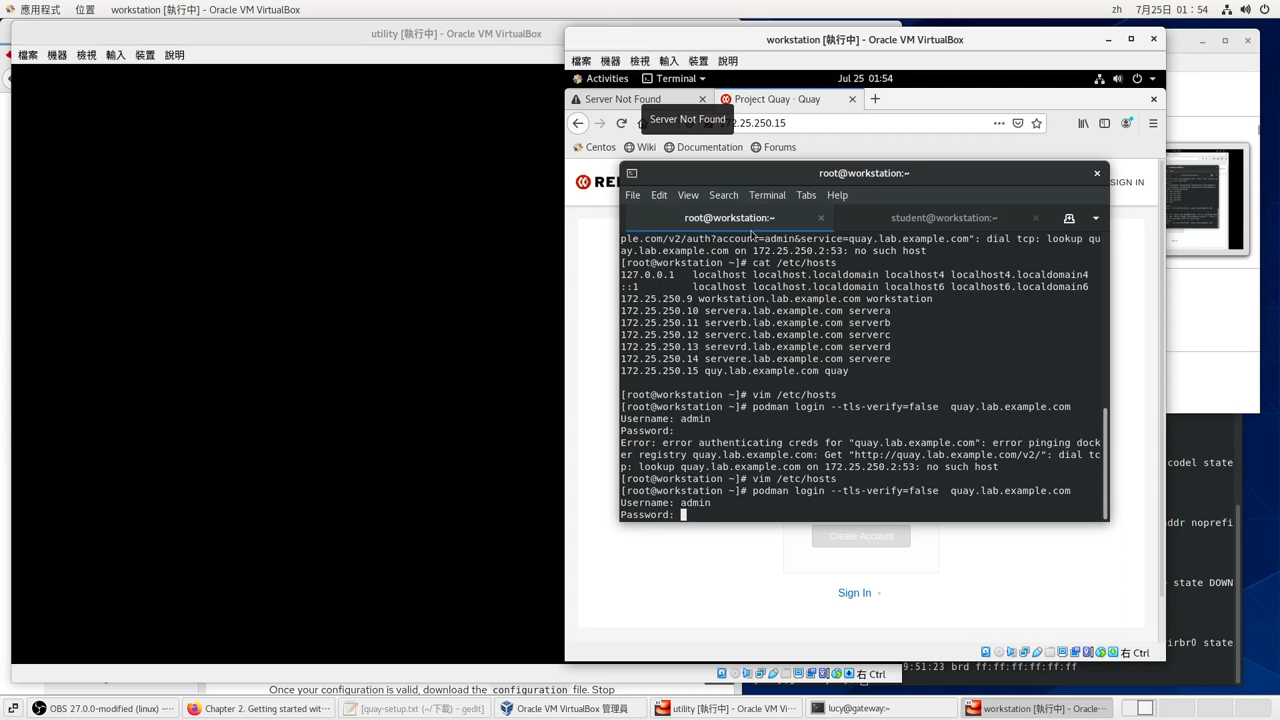 應用程式 位置 workstation [執行中] - Oracle VM VirtualBox zh 7月25日 01：54
utility [執行中] - Oracle VM VirtualBox
檔案 機器 檢視 輸入 裝置 說明
workstation [執行中] - Oracle VM VirtualBox
檔案 機器 檢視 輸入 裝置 說明
Activities Terminal Jul 25 01:54
Server Not Found Project Quay · Quay
Server Not Found
72.25.250.15
Centos Wiki Documentation Forums
RE
IGN IN
root@workstation:~
File Edit View Search Terminal Tabs Help
root@workstation:~ student@workstation:~
ple.com/v2/auth?account=admin&service=quay.lab.example.com": dial tcp: lookup qu
ay.lab.example.com on 172.25.250.2:53: no such host
[root@workstation ~]# cat /etc/hosts
127.0.0.1 localhost localhost.localdomain localhost4 localhost4.localdomain4
::1 localhost localhost.localdomain localhost6 localhost6.localdomain6
172.25.250.9 workstation.lab.example.com workstation
172.25.250.10 servera.lab.example.com servera
172.25.250.11 serverb.lab.example.com serverb
172.25.250.12 serverc.lab.example.com serverc
172.25.250.13 serevrd.lab.example.com serverd
172.25.250.14 servere.lab.example.com servere
172.25.250.15 quy.lab.example.com quay
[root@workstation ~]# vim /etc/hosts
[root@workstation ~]# podman login --tls-verify=false quay.lab.example.com
Username: admin
Password:
Error: error authenticating creds for "quay.lab.example.com": error pinging dock
er registry quay.lab.example.com: Get "http://quay.lab.example.com/v2/": dial tc
p: lookup quay.lab.example.com on 172.25.250.2:53: no such host
[root@workstation ~]# vim /etc/hosts
[root@workstation ~]# podman login --tls-verify=false quay.lab.example.com
Username: admin
Password:
Create Account
Sign In
codel state
addr noprefi
state DOWN
virbr0 state
右 Ctrl
9:51:23 brd ff:ff:ff:ff:ff:ff
右 Ctrl
Once your configuration is valid, download the configuration file. Stop
OBS 27.0.0-modified (linux) -··· Chapter 2. Getting started wit··· [quay-setup.txt (~/下載) - gedit] Oracle VM VirtualBox 管理員 utility [執行中] - Oracle VM Vi··· lucy@gateway:~ workstation [執行中] - Oracle···